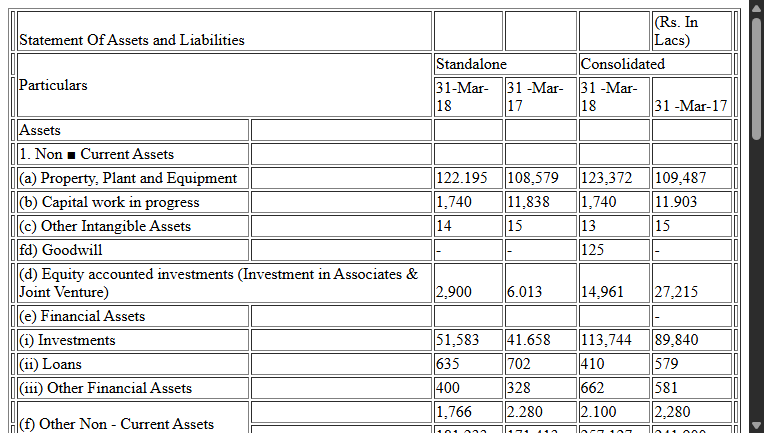 Statement Of Assets and Liabilities (Rs. In
Lacs)
Particulars Standalone Consolidated
31-Mar-18 31 -Mar-17 31 -Mar-18 31 -Mar-17
Assets
1. Non ■ Current Assets
(a) Property, Plant and Equipment 122.195 108,579 123,372 109,487
(b) Capital work in progress 1,740 11,838 1,740 11.903
(c) Other Intangible Assets 14 15 13 15
fd) Goodwill - - 125 -
(d) Equity accounted investments (Investment in Associates &
Joint Venture) 2,900 6.013 14,961 27,215
(e) Financial Assets -
(i) Investments 51,583 41.658 113,744 89,840
(ii) Loans 635 702 410 579
(iii) Other Financial Assets 400 328 662 581
(f) Other Non - Current Assets 1,766 2.280 2.100 2,280